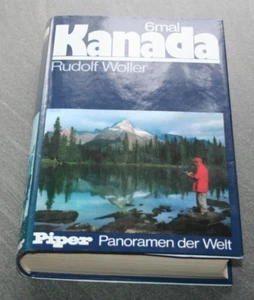 6mal
Kanada
Rudolf Woller
Piper Panoramen der Welt